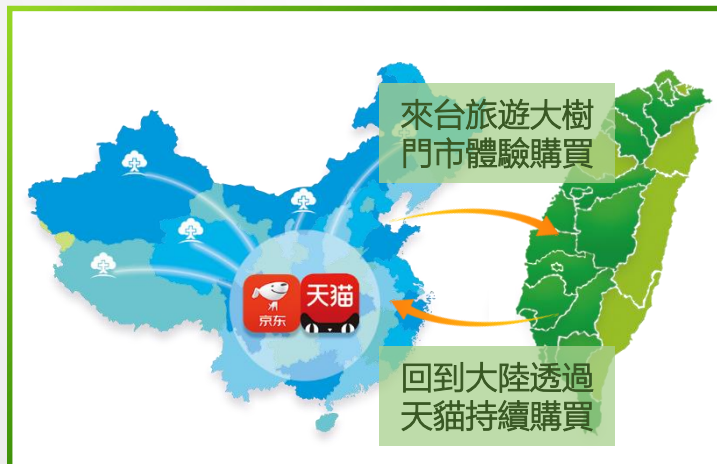 來台旅遊大樹
門市體驗購買
京东
天猫
回到大陸透過
天貓持續購買